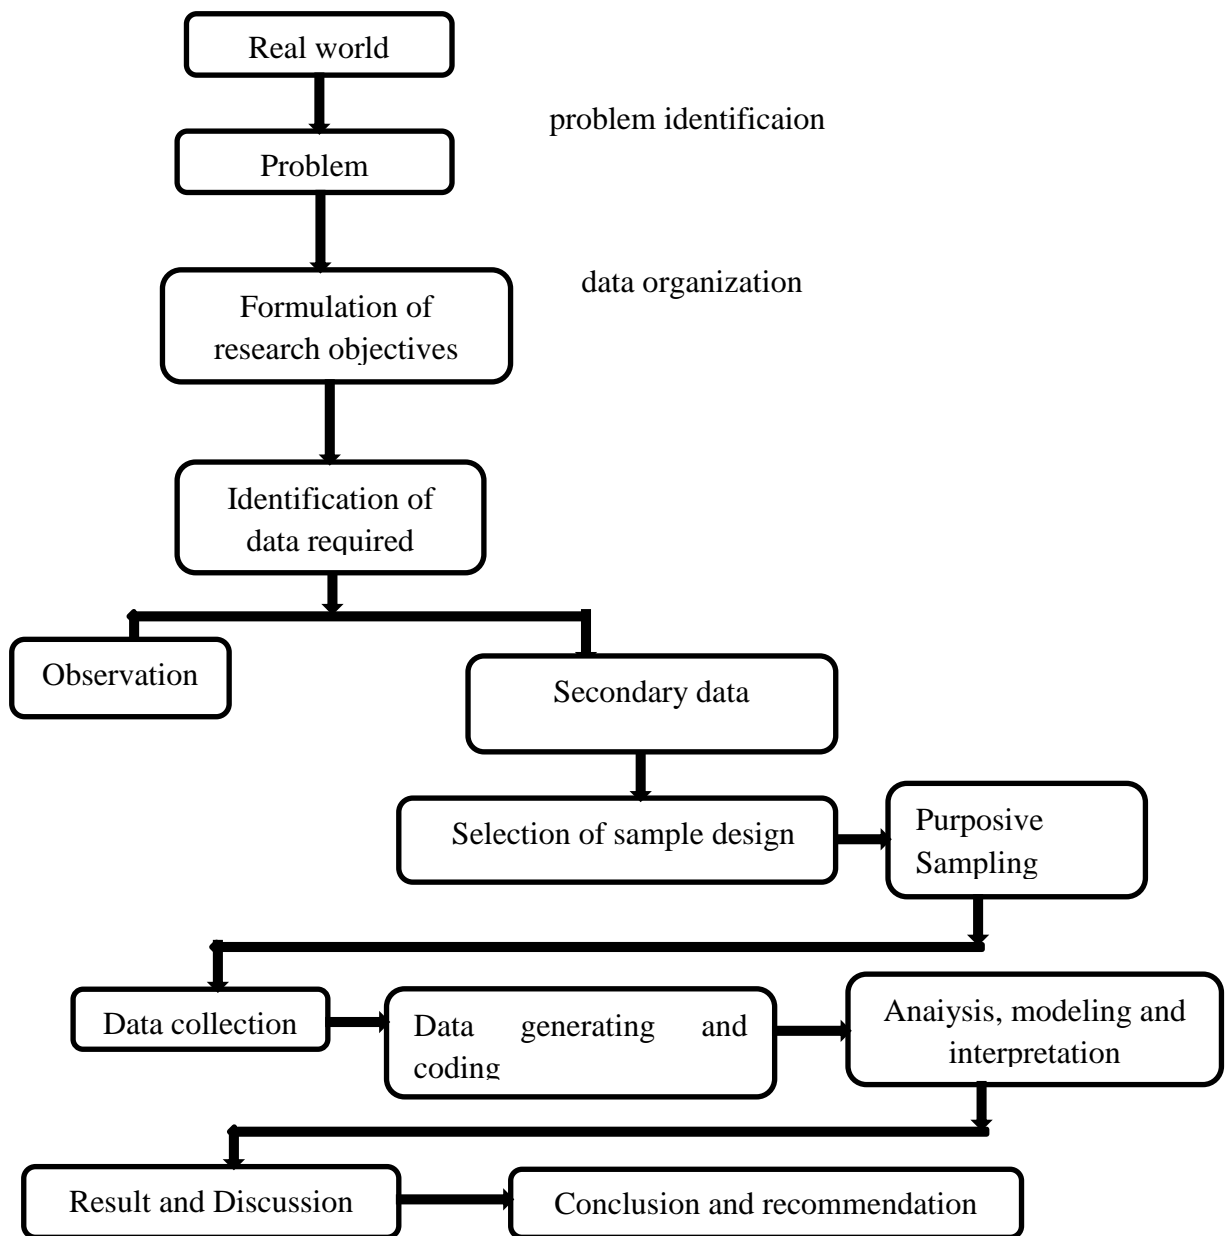 Real world
problem identificaion
Problem
data organization
Formulation of
research objectives
Identification of
data required
Observation
Secondary data
Selection of sample design
Purposive
Sampling
Data collection
Data generating and
coding
Anaiysis, modeling and
interpretation
Result and Discussion
Conclusion and recommendation